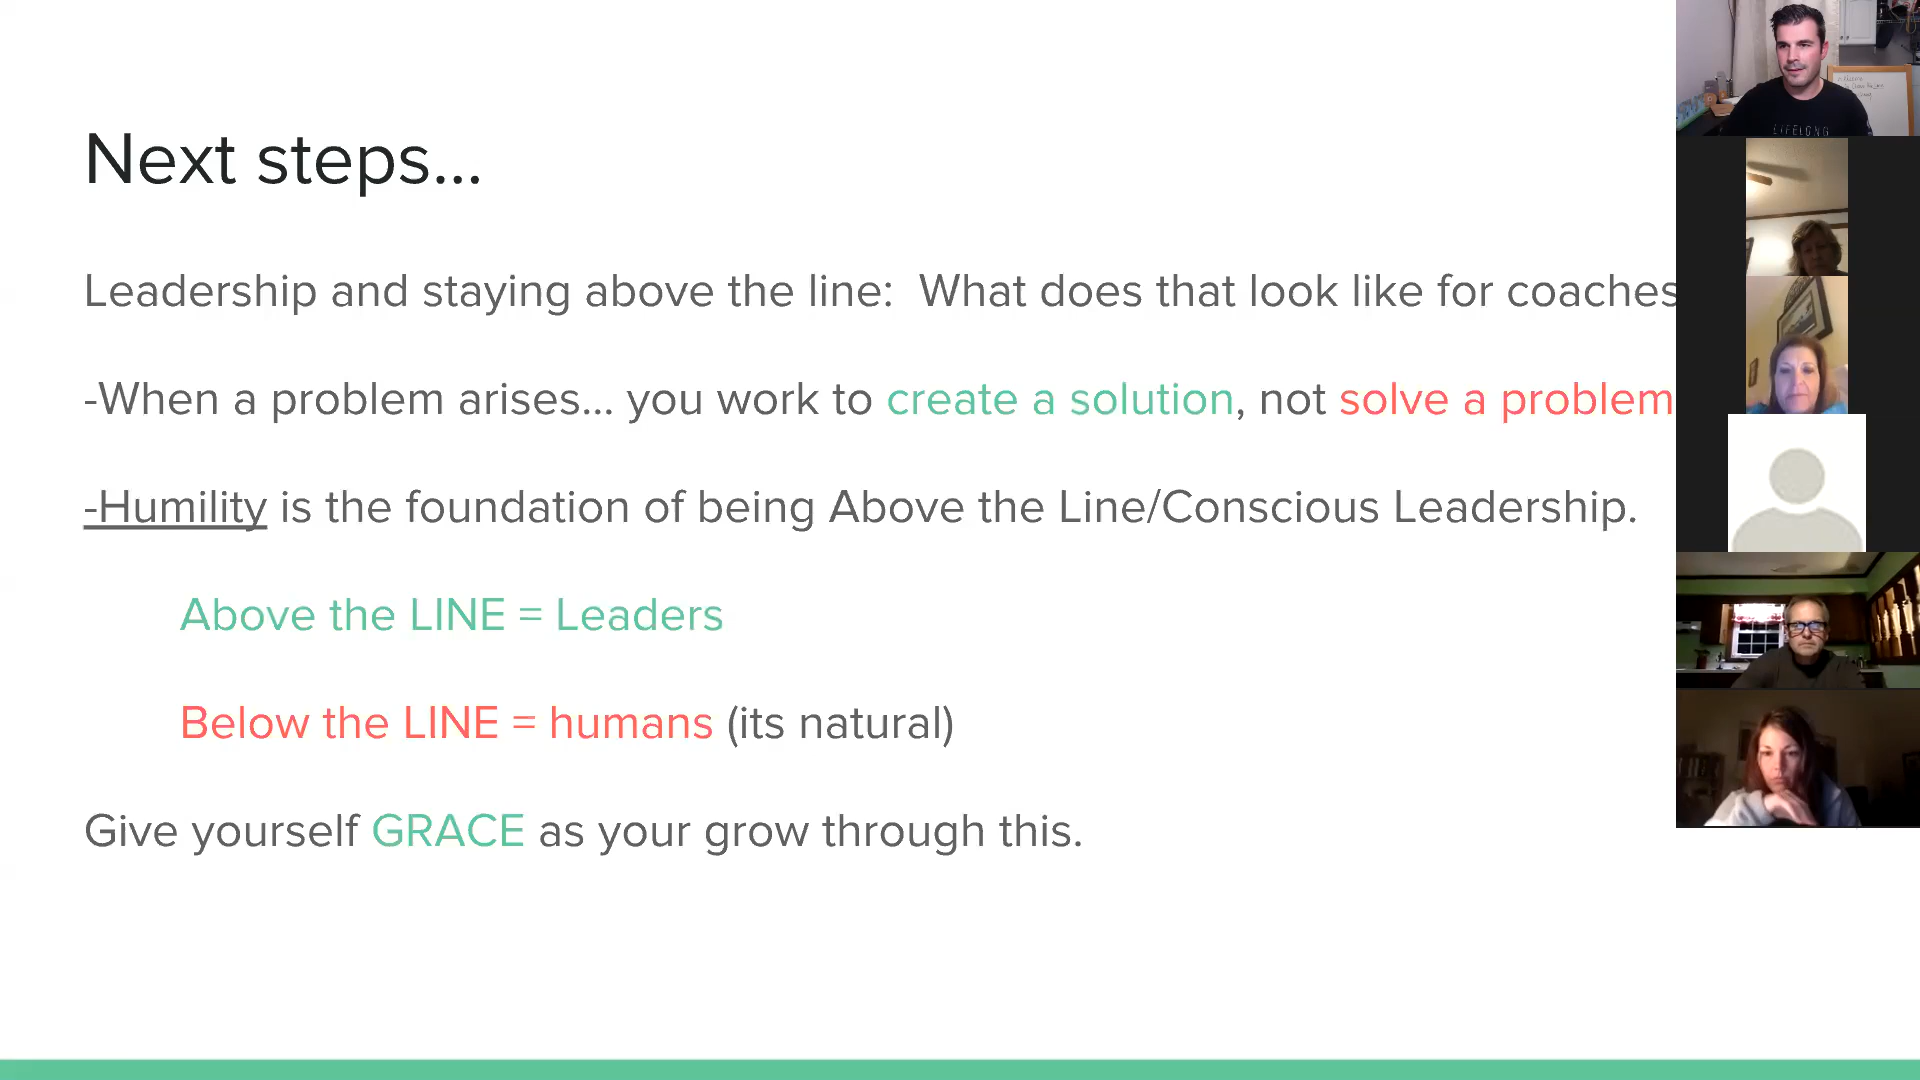 Next steps...
Leadership and staying above the line:  What does that look like for coaches
-When a problem arises... you work to create a solution, not solve a problem
-Humility is the foundation of being Above the Line/Conscious Leadership.
Above the LINE = Leaders
Below the LINE = humans (its natural)
Give yourself GRACE as your grow through this.
LIFELONG